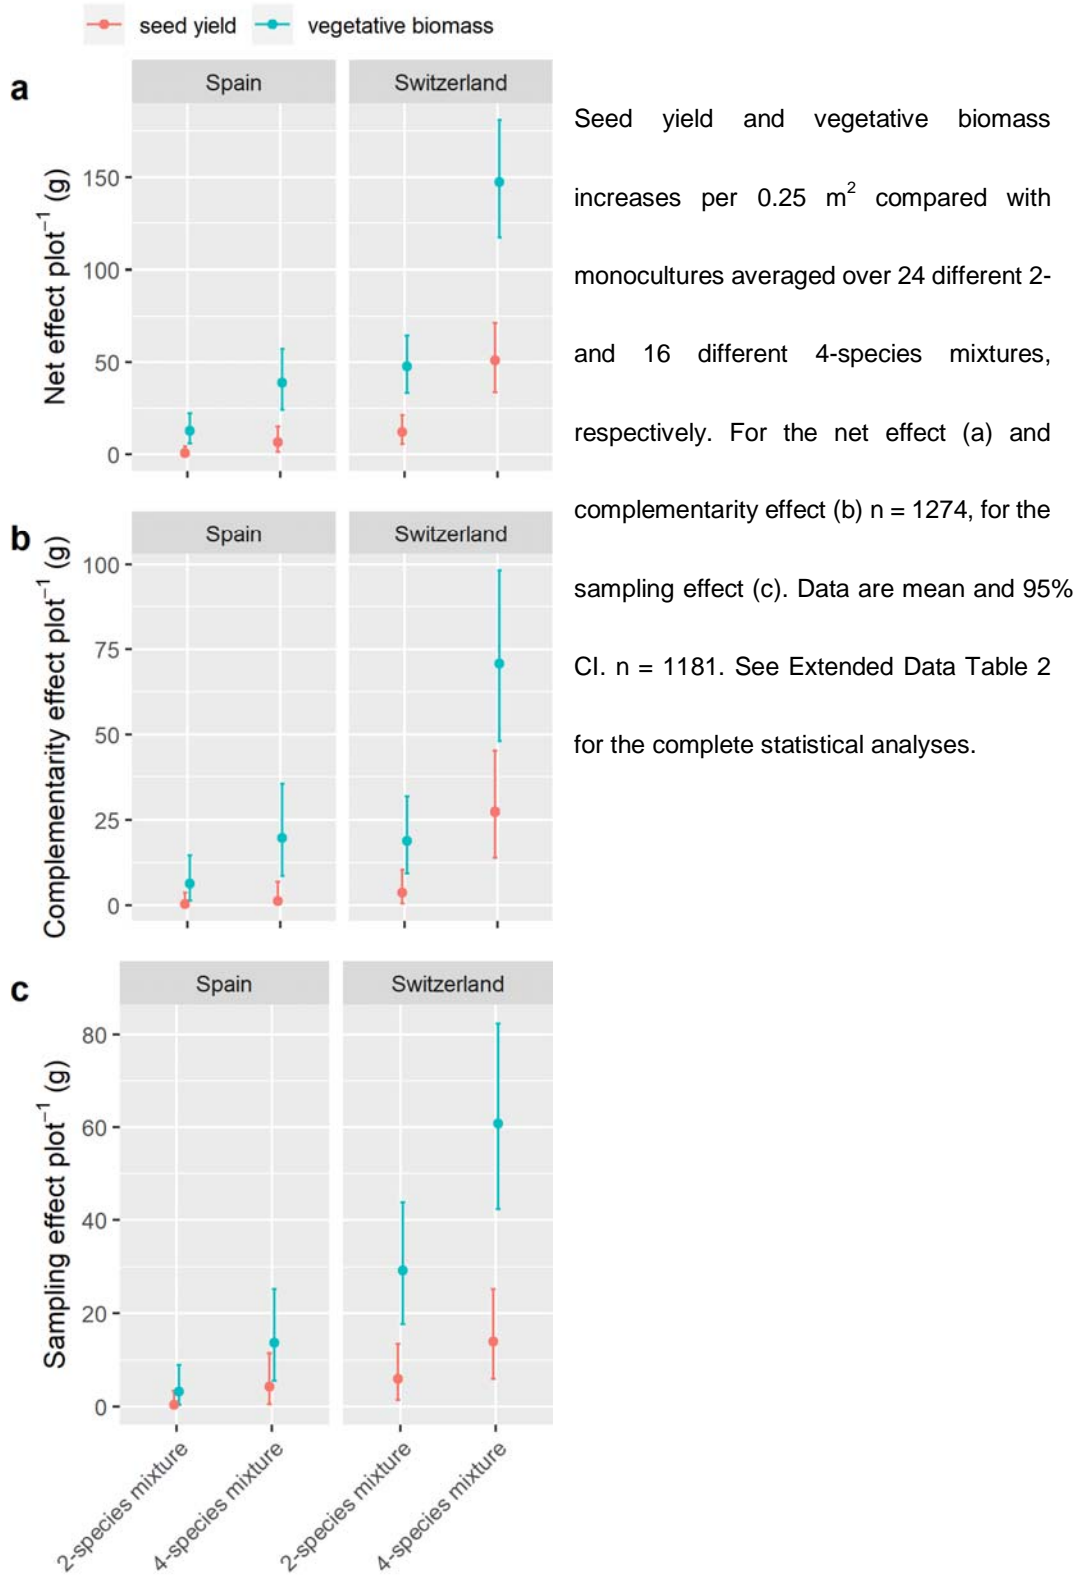 seed yield vegetative biomass
a
Spain Switzerland
Net effect plot⁻¹ (g)
150
100
50
0
b
Spain Switzerland
Complementarity effect plot⁻¹ (g)
100
75
50
25
0
c
Spain Switzerland
Sampling effect plot⁻¹ (g)
80
60
40
20
0
2-species mixture
4-species mixture
2-species mixture
4-species mixture
Seed yield and vegetative biomass
increases per 0.25 m² compared with
monocultures averaged over 24 different 2-
and 16 different 4-species mixtures,
respectively. For the net effect (a) and
complementarity effect (b) n = 1274, for the
sampling effect (c). Data are mean and 95%
CI. n = 1181. See Extended Data Table 2
for the complete statistical analyses.